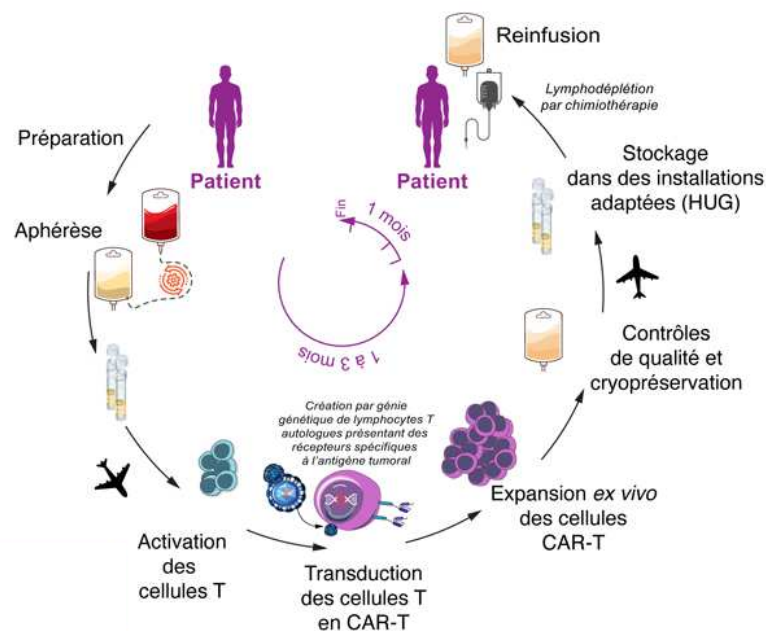 Patient
Préparation
Aphérèse
Activation
des
cellules T
Création par génie
génétique de lymphocytes T
autologues présentant des
récepteurs spécifiques
à l'antigène tumoral
Transduction
des cellules T
en CAR-T
Expansion ex vivo
des cellules
CAR-T
Contrôles
de qualité et
cryopréservation
Stockage
dans des installations
adaptées (HUG)
Lymphodéplétion
par chimiothérapie
Reinfusion
Patient
1 à 3 mois
1 mois
Fin